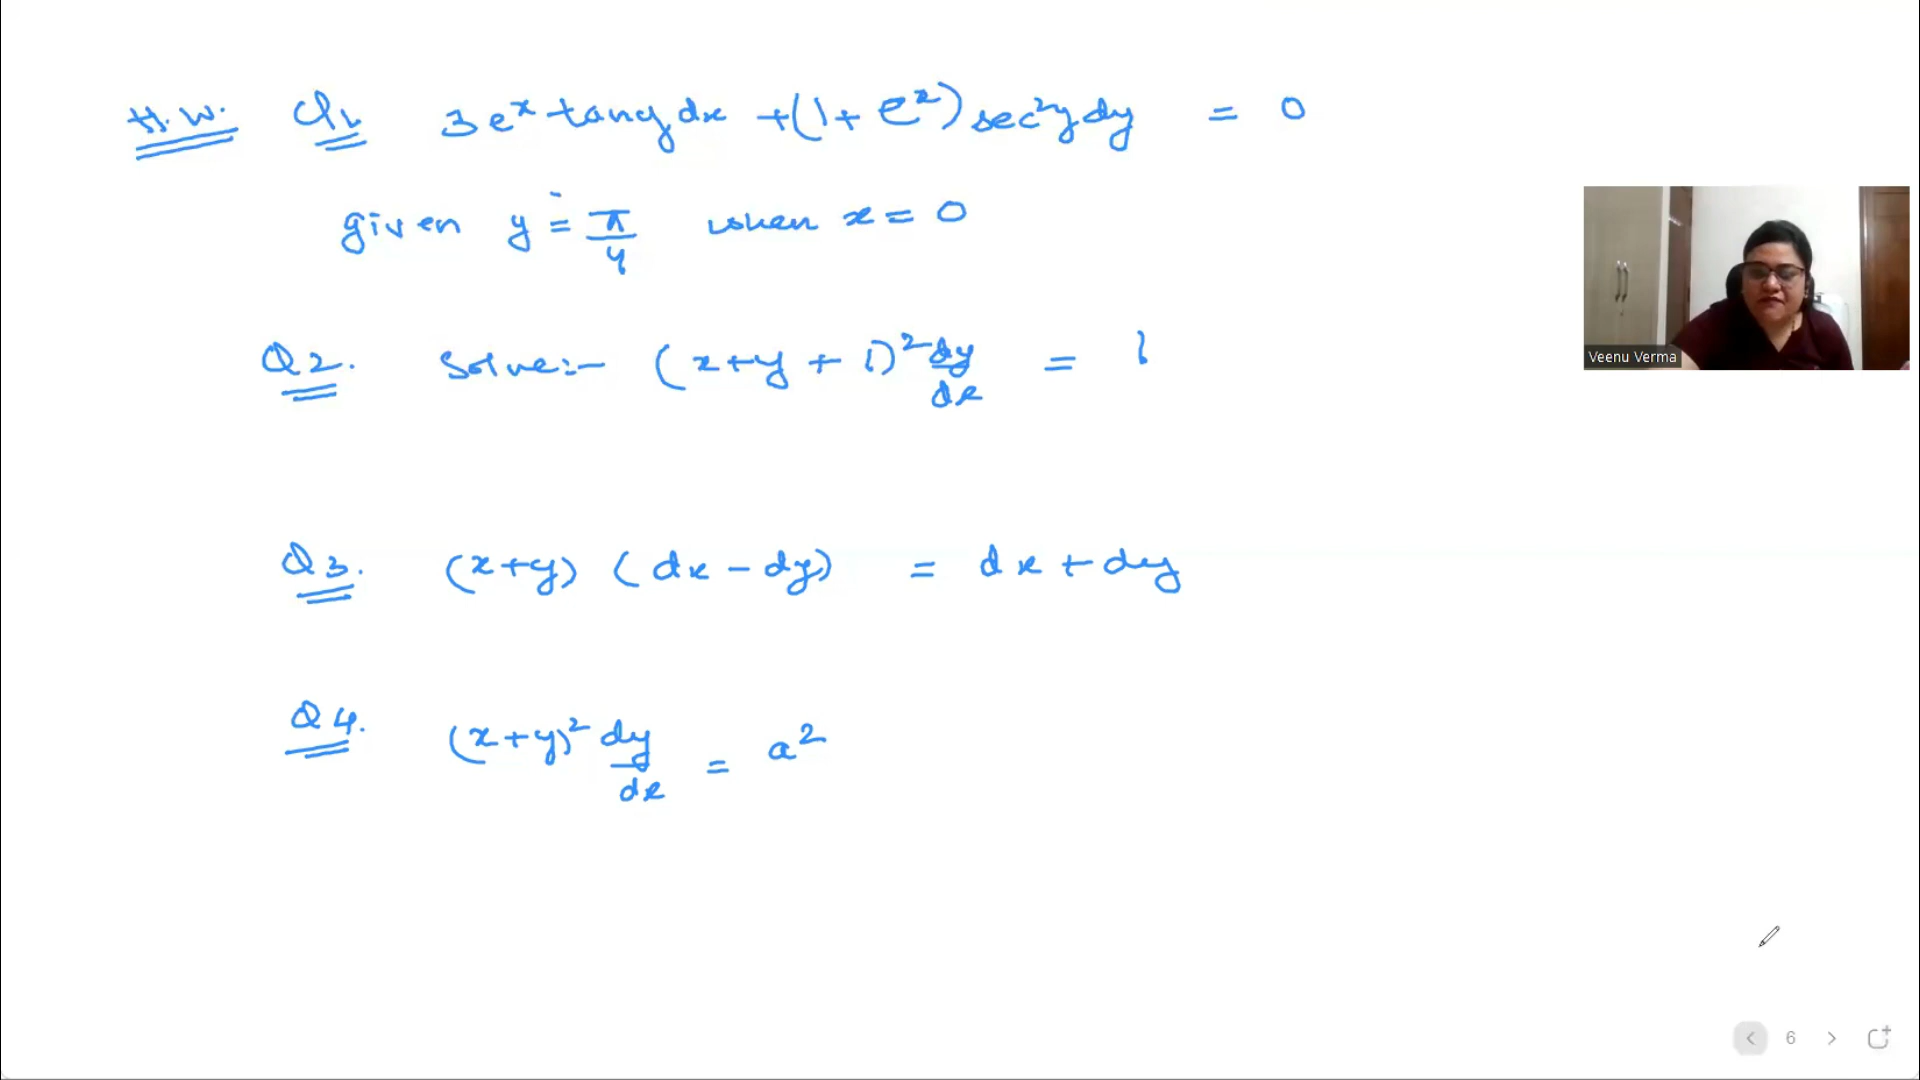 H.W. Q1. 3e^x tany dx + (1 + e^x) sec²y dy = 0
given y = π/4 when x = 0
Q2. Solve:- (x+y+1)² dy/dx = 1
Veenu Verma
Q3. (x+y) (dx - dy) = dx + dy
Q4. (x+y)² dy/dx = a²
6